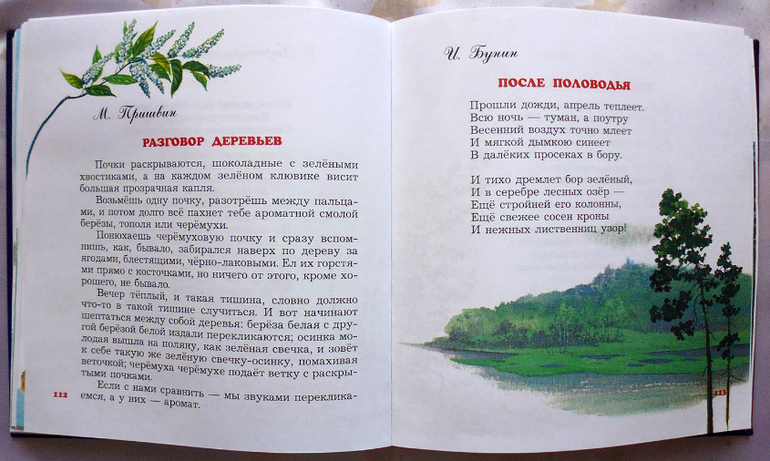 М. Пришвин
РАЗГОВОР ДЕРЕВЬЕВ
Почки раскрываются, шоколадные с зелёными
хвостиками, а на каждом зелёном клювике висит
большая прозрачная капля.
Возьмёшь одну почку, разотрёшь между пальца-
ми, и потом долго всё пахнет тебе ароматной смолой
берёзы, тополя или черёмухи.
Понюхаешь черёмуховую почку и сразу вспом-
нишь, как, бывало, забирался наверх по дереву за
ягодами, блестящими, чёрно-лаковыми. Ел их горстя-
ми прямо с косточками, но ничего от этого, кроме хо-
рошего, не бывало.
Вечер тёплый, и такая тишина, словно должно
что-то в такой тишине случиться. И вот начинают
шептаться между собой деревья: берёза белая с дру-
гой берёзой белой издали перекликаются; осинка мо-
лодая вышла на поляну, как зелёная свечка, и зовёт
к себе такую же зелёную свечку-осинку, помахивая
веточкой; черёмуха черёмухе подаёт ветку с раскры-
тыми почками.
Если с нами сравнить — мы звуками переклика-
емся, а у них — аромат.
112
И. Бунин
ПОСЛЕ ПОЛОВОДЬЯ
Прошли дожди, апрель теплеет.
Всю ночь — туман, а поутру
Весенний воздух точно млеет
И мягкой дымкою синеет
В далёких просеках в бору.
И тихо дремлет бор зелёный,
И в серебре лесных озёр —
Ещё стройней его колонны,
Ещё свежее сосен кроны
И нежных лиственниц узор!
113